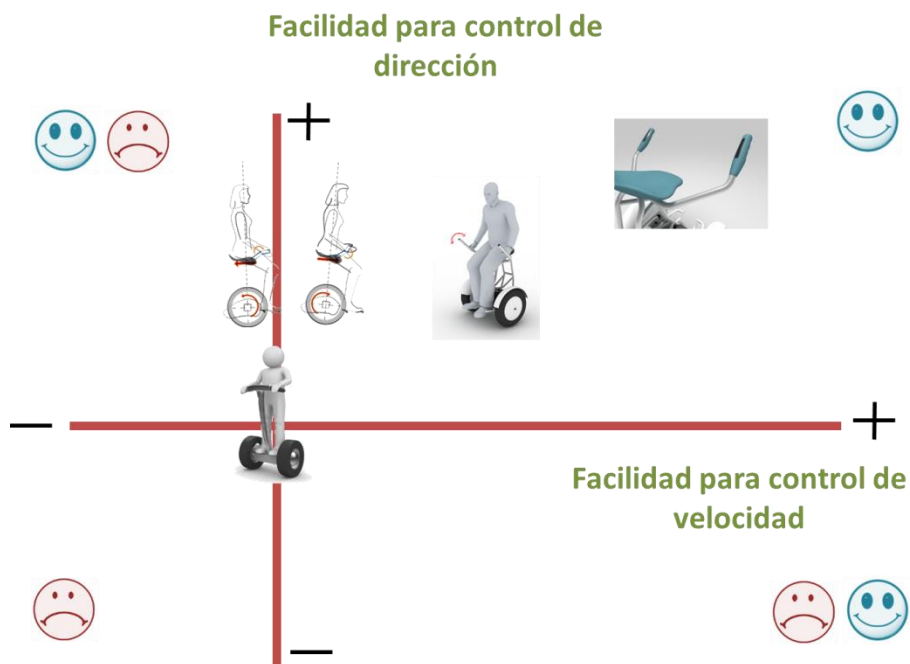 Facilidad para control de
dirección
+
— +
Facilidad para control de
velocidad
—